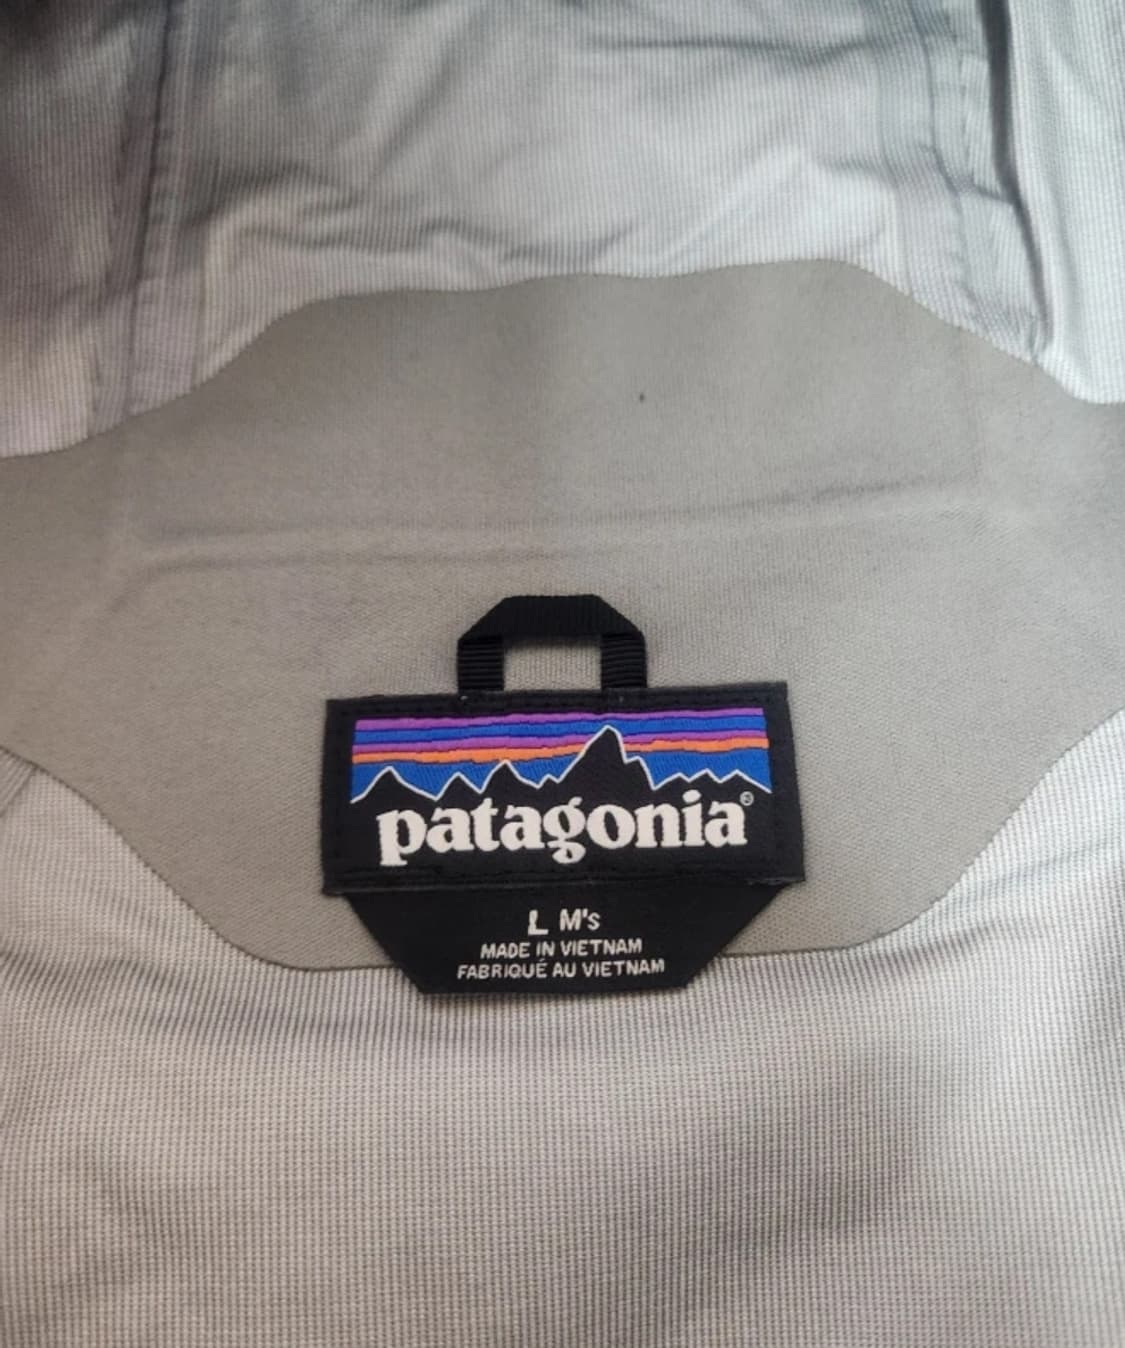 patagonia®
L M's
MADE IN VIETNAM
FABRIQUÉ AU VIETNAM